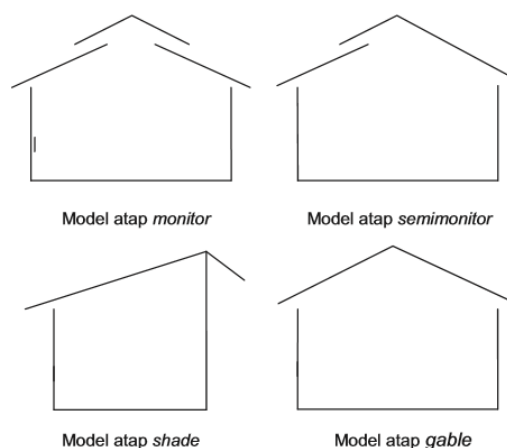 Model atap monitor
Model atap semimonitor
Model atap shade
Model atap gable